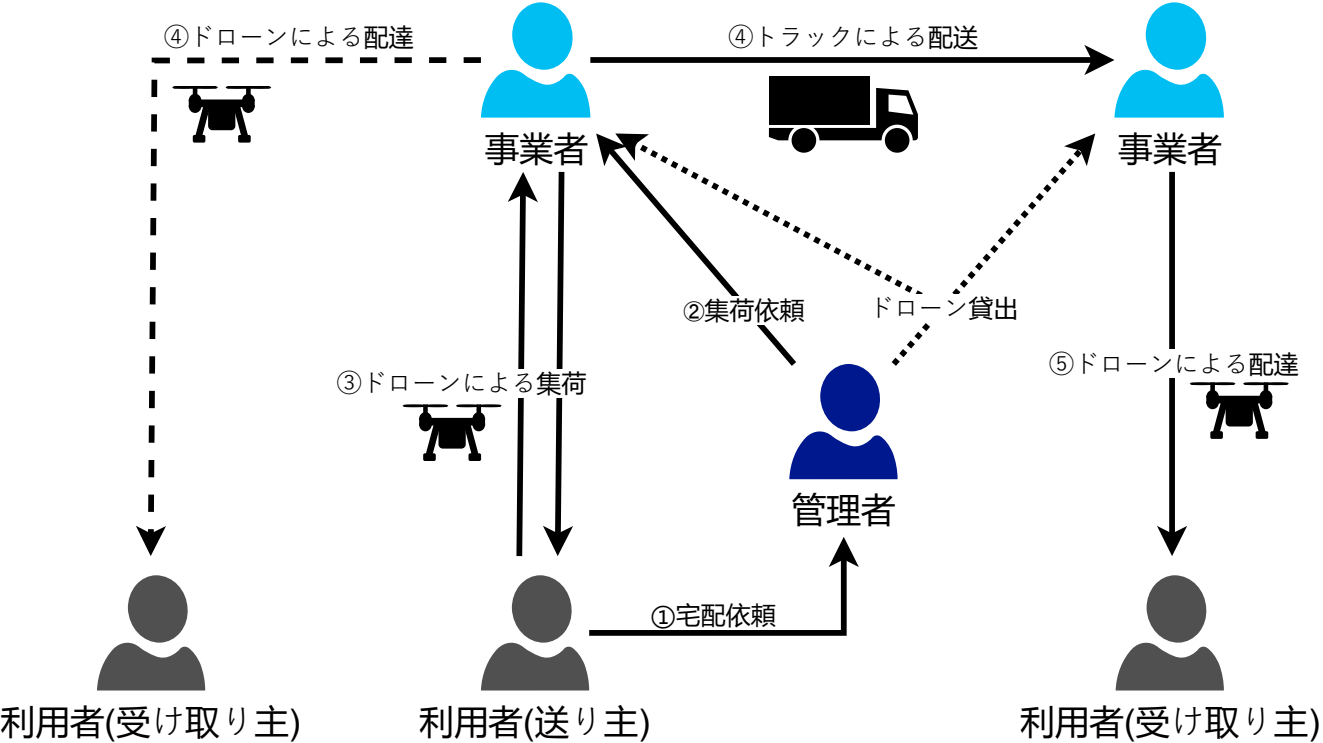 ④ドローンによる配達
④トラックによる配送
事業者
事業者
②集荷依頼
ドローン貸出
③ドローンによる集荷
⑤ドローンによる配達
管理者
①宅配依頼
利用者(受け取り主)
利用者(送り主)
利用者(受け取り主)